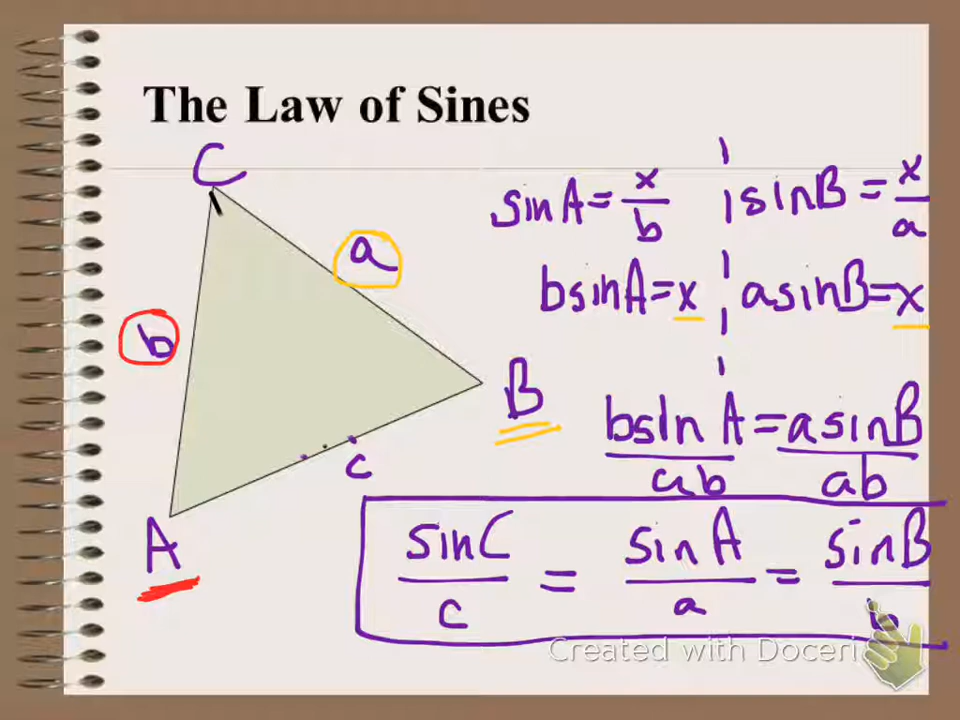 The Law of Sines
C
sinA = x/b
sinB = x/a
a
bsinA = x
asinB = x
b
B
bsinA/ab = asinB/ab
c
A
sinC/c = sinA/a = sinB/b
Created with Doceri